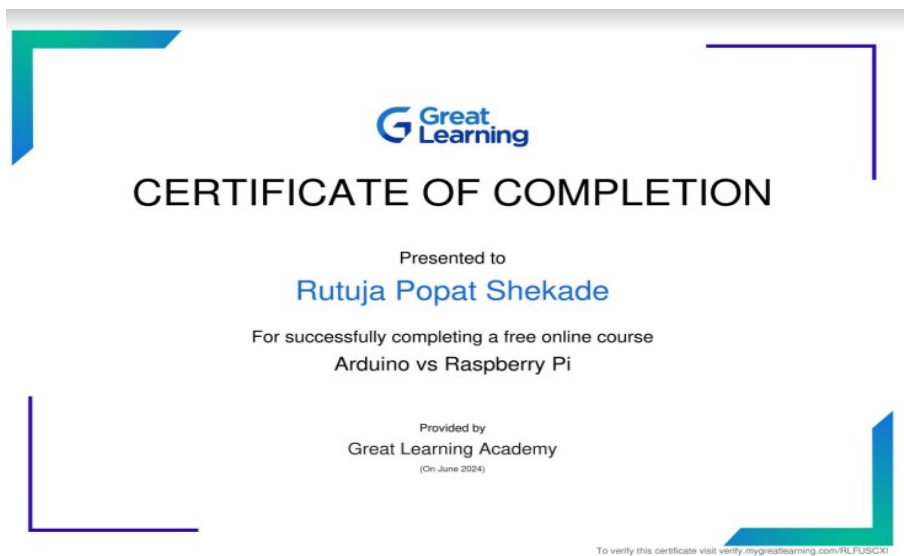 Great
Learning
CERTIFICATE OF COMPLETION
Presented to
Rutuja Popat Shekade
For successfully completing a free online course
Arduino vs Raspberry Pi
Provided by
Great Learning Academy
(On June 2024)
To verify this certificate visit verify.mygreatlearning.com/RLFUSCXI